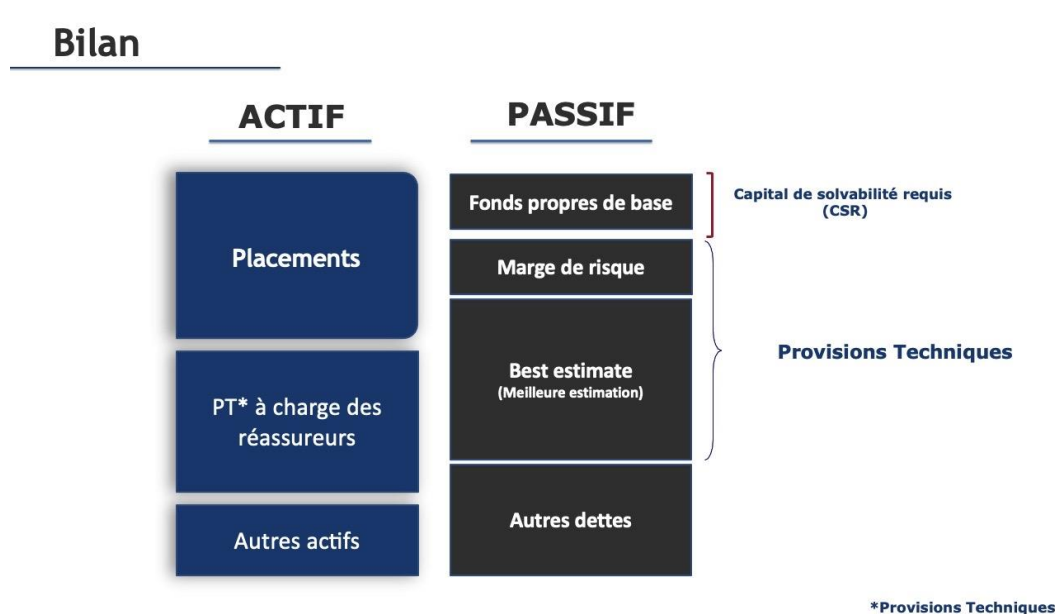 Bilan
ACTIF
PASSIF
Placements
PT* à charge des
réassureurs
Autres actifs
Fonds propres de base
Marge de risque
Best estimate
(Meilleure estimation)
Autres dettes
Capital de solvabilité requis
(CSR)
Provisions Techniques
*Provisions Techniques